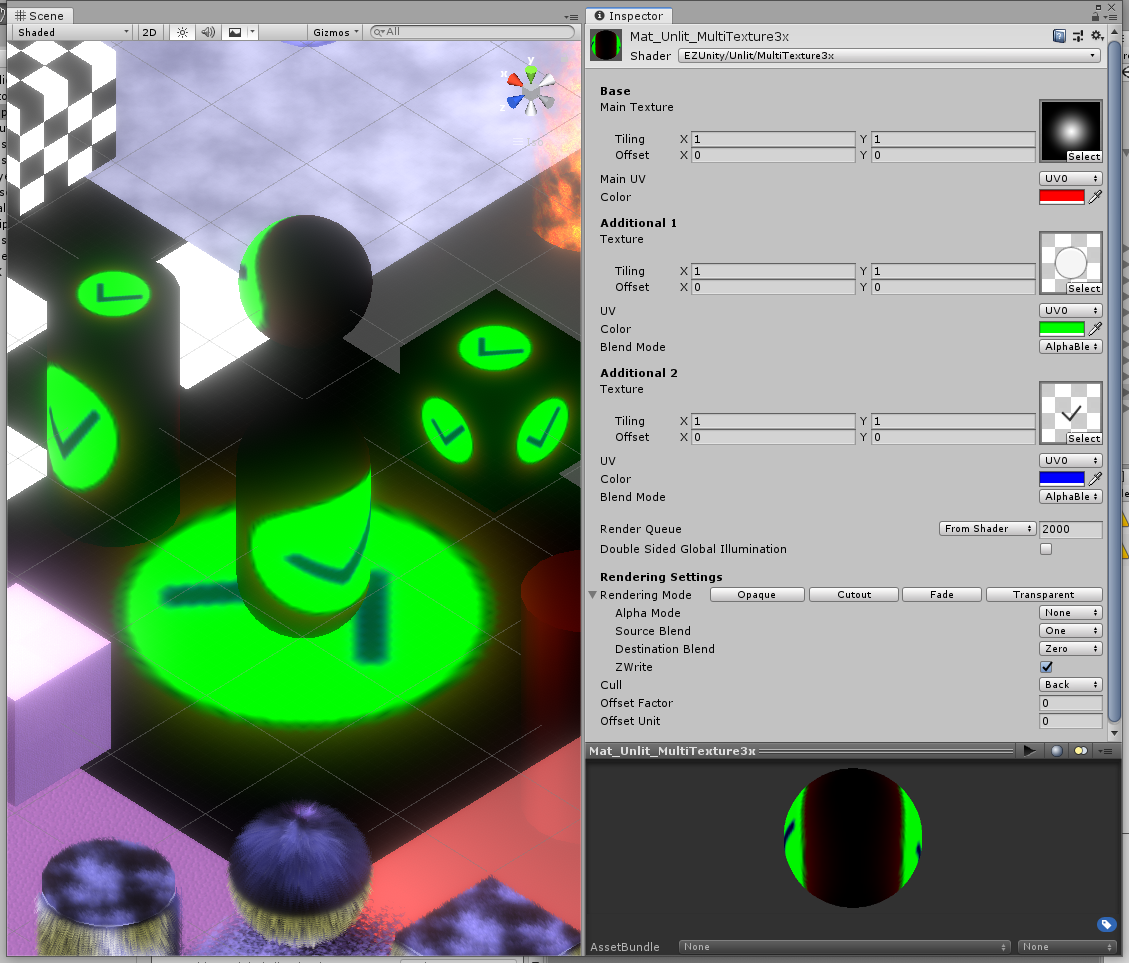 Scene
Inspector
Shaded
2D
Gizmos
All
Mat_Unlit_MultiTexture3x
Shader
EZUnity/Unlit/MultiTexture3x
y
x
z
Iso
Base
Main Texture
Tiling X 1 Y 1
Offset X 0 Y 0
Select
Main UV UV0
Color
Additional 1
Texture
Tiling X 1 Y 1
Offset X 0 Y 0
Select
UV UV0
Color
Blend Mode AlphaBle
Additional 2
Texture
Tiling X 1 Y 1
Offset X 0 Y 0
Select
UV UV0
Color
Blend Mode AlphaBle
Render Queue From Shader 2000
Double Sided Global Illumination
Rendering Settings
Rendering Mode Opaque Cutout Fade Transparent
Alpha Mode None
Source Blend One
Destination Blend Zero
ZWrite
Cull Back
Offset Factor 0
Offset Unit 0
Mat_Unlit_MultiTexture3x
AssetBundle None None